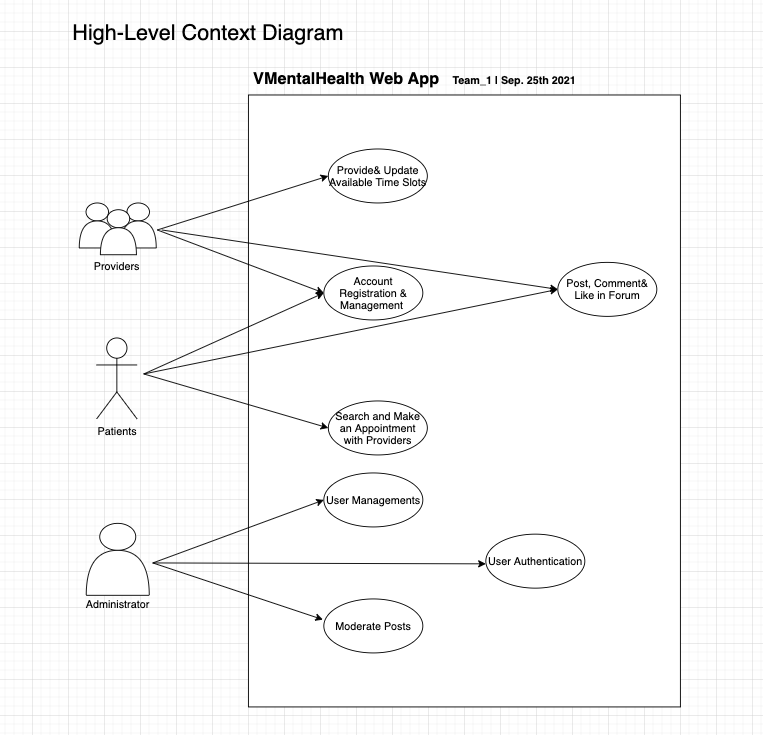 High-Level Context Diagram
VMentalHealth Web App Team_1 | Sep. 25th 2021
Provide& Update
Available Time Slots
Providers
Account
Registration &
Management
Post, Comment&
Like in Forum
Patients
Search and Make
an Appointment
with Providers
User Managements
User Authentication
Administrator
Moderate Posts